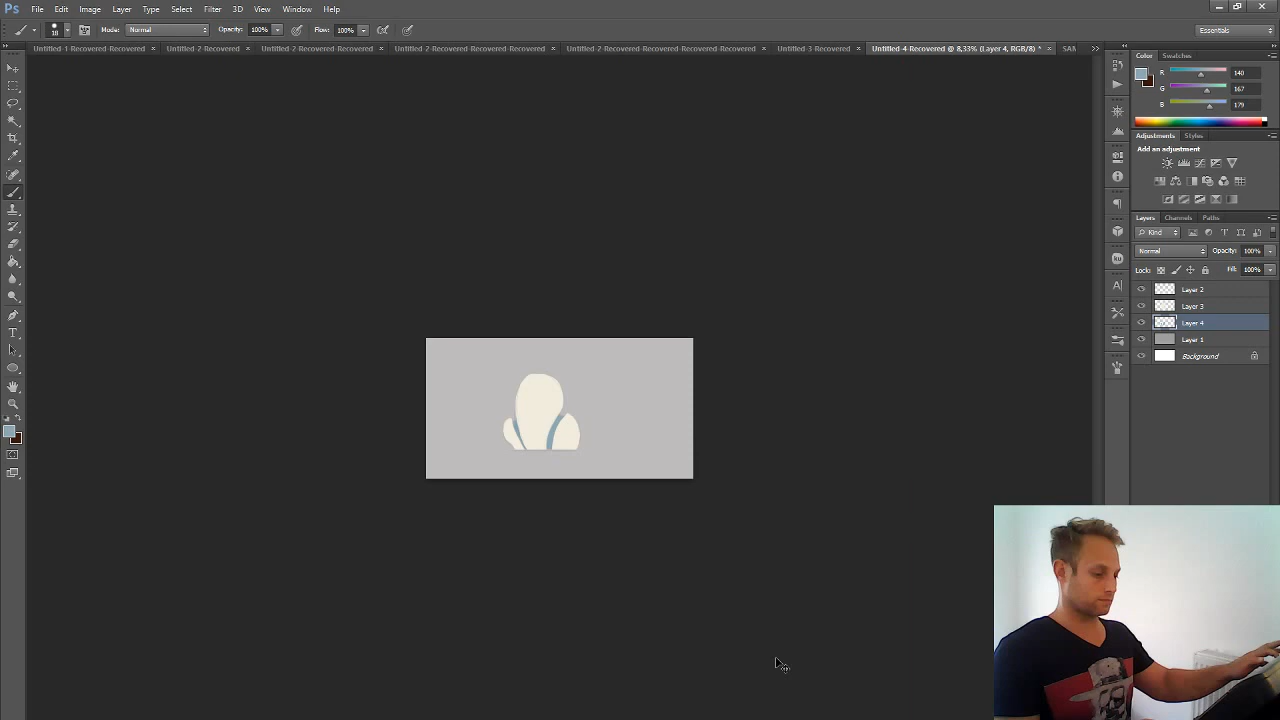 Ps File Edit Image Layer Type Select Filter 3D View Window Help
18 Mode: Normal Opacity: 100% Flow: 100% Essentials
Untitled-1-Recovered-Recovered × Untitled-2-Recovered × Untitled-2-Recovered-Recovered × Untitled-2-Recovered-Recovered-Recovered × Untitled-2-Recovered-Recovered-Recovered-Recovered × Untitled-3-Recovered × Untitled-4-Recovered @ 8,33% (Layer 4, RGB/8) * × SAN
Color Swatches
R 140
G 167
B 179
Adjustments Styles
Add an adjustment
Layers Channels Paths
Kind
Normal Opacity: 100%
Lock: Fill: 100%
Layer 2
Layer 3
Layer 4
Layer 1
Background